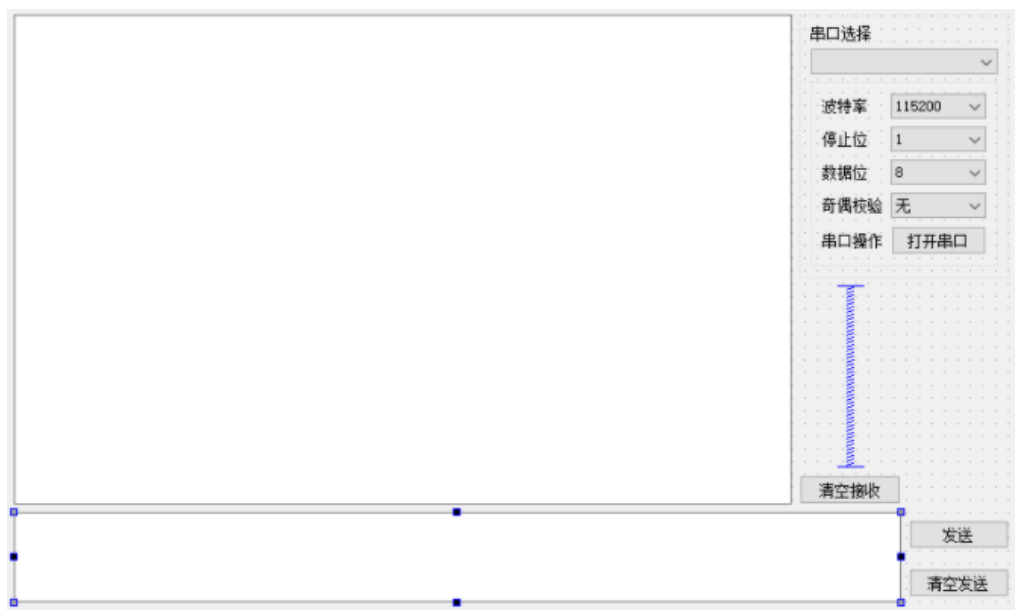 串口选择
波特率 115200
停止位 1
数据位 8
奇偶校验 无
串口操作 打开串口
清空接收
发送
清空发送